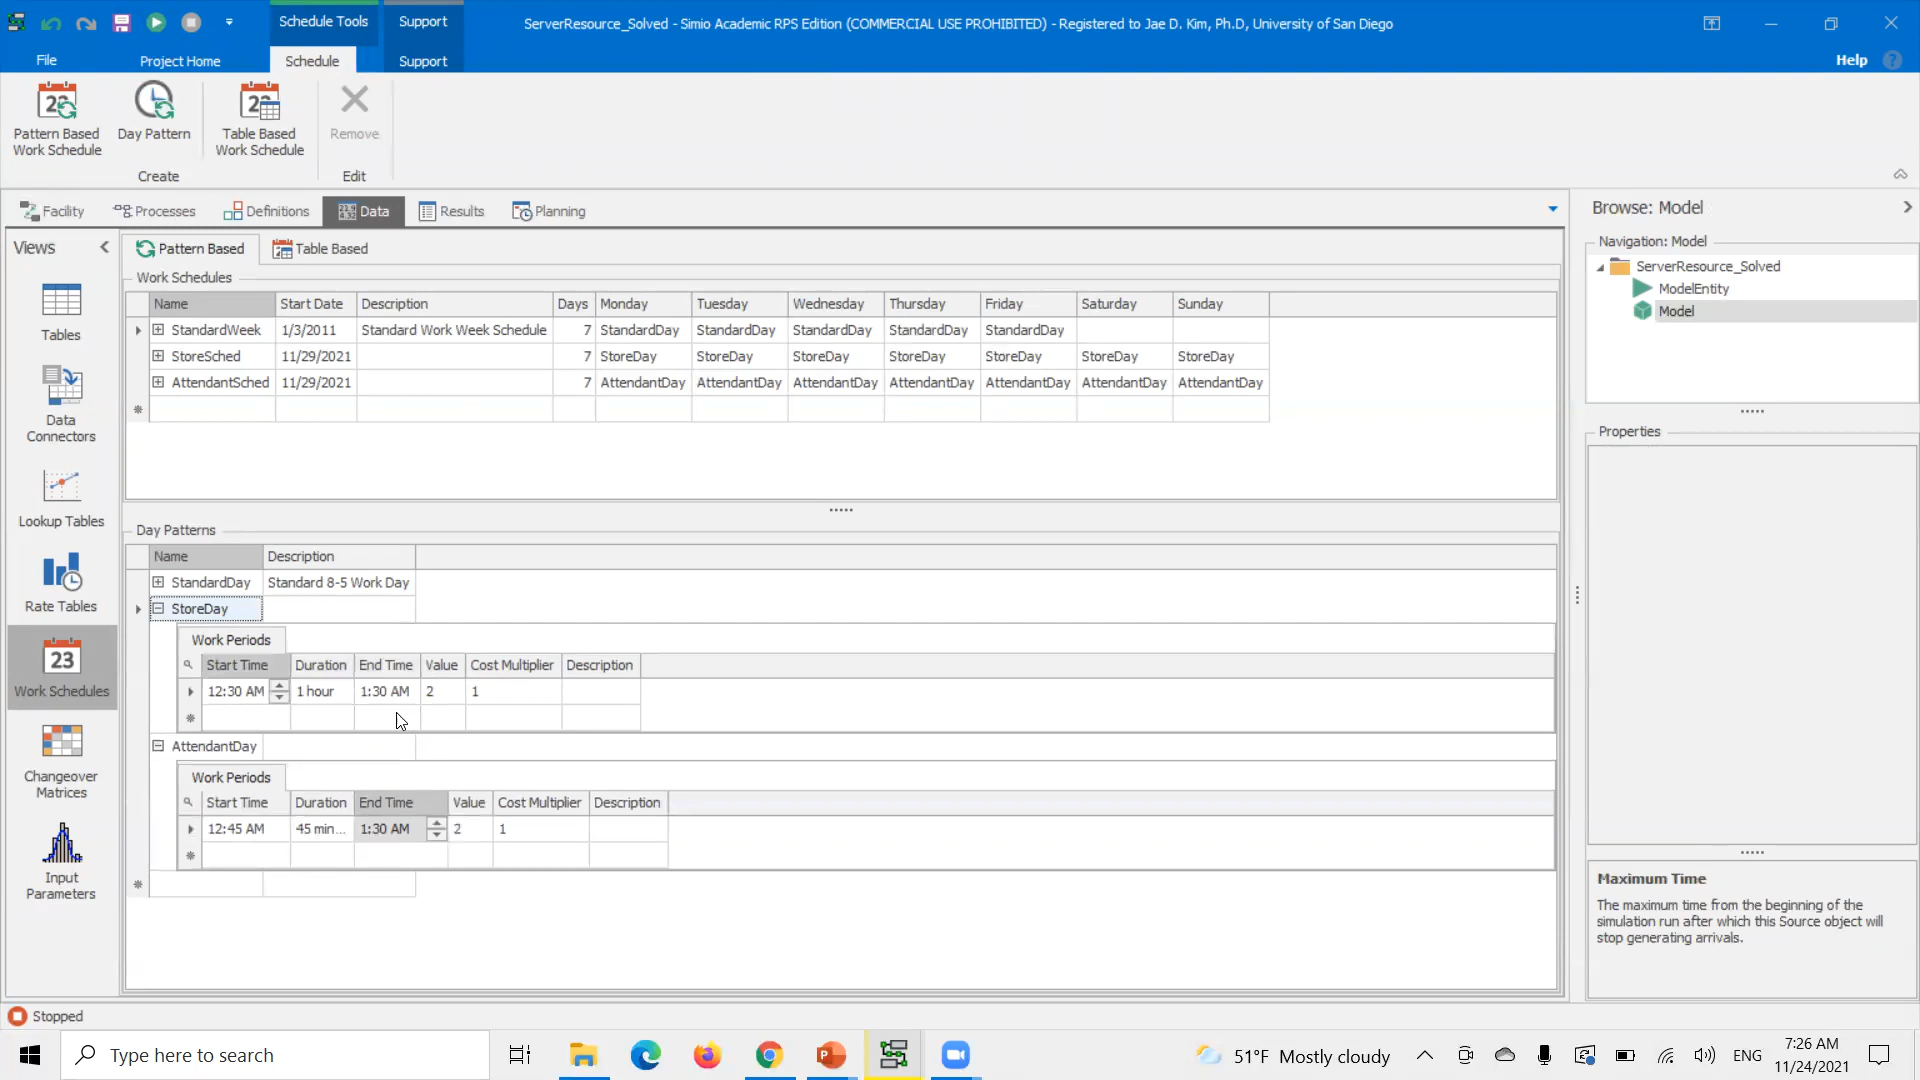 Schedule Tools
Support
ServerResource_Solved - Simio Academic RPS Edition (COMMERCIAL USE PROHIBITED) - Registered to Jae D. Kim, Ph.D, University of San Diego
File
Project Home
Schedule
Support
Help
Pattern Based
Work Schedule
Day Pattern
Table Based
Work Schedule
Remove
Create
Edit
Facility
Processes
Definitions
Data
Results
Planning
Browse: Model
Views
Pattern Based
Table Based
Navigation: Model
Work Schedules
ServerResource_Solved
ModelEntity
Model
Name Start Date Description Days Monday Tuesday Wednesday Thursday Friday Saturday Sunday
StandardWeek 1/3/2011 Standard Work Week Schedule 7 StandardDay StandardDay StandardDay StandardDay StandardDay
StoreSched 11/29/2021 7 StoreDay StoreDay StoreDay StoreDay StoreDay StoreDay StoreDay
AttendantSched 11/29/2021 7 AttendantDay AttendantDay AttendantDay AttendantDay AttendantDay AttendantDay AttendantDay
Tables
Data
Connectors
Lookup Tables
Rate Tables
23
Work Schedules
Changeover
Matrices
Input
Parameters
Properties
Day Patterns
Name Description
StandardDay Standard 8-5 Work Day
StoreDay
Work Periods
Start Time Duration End Time Value Cost Multiplier Description
12:30 AM 1 hour 1:30 AM 2 1
AttendantDay
Work Periods
Start Time Duration End Time Value Cost Multiplier Description
12:45 AM 45 min... 1:30 AM 2 1
Maximum Time
The maximum time from the beginning of the
simulation run after which this Source object will
stop generating arrivals.
Stopped
Type here to search
51°F Mostly cloudy
ENG
7:26 AM
11/24/2021